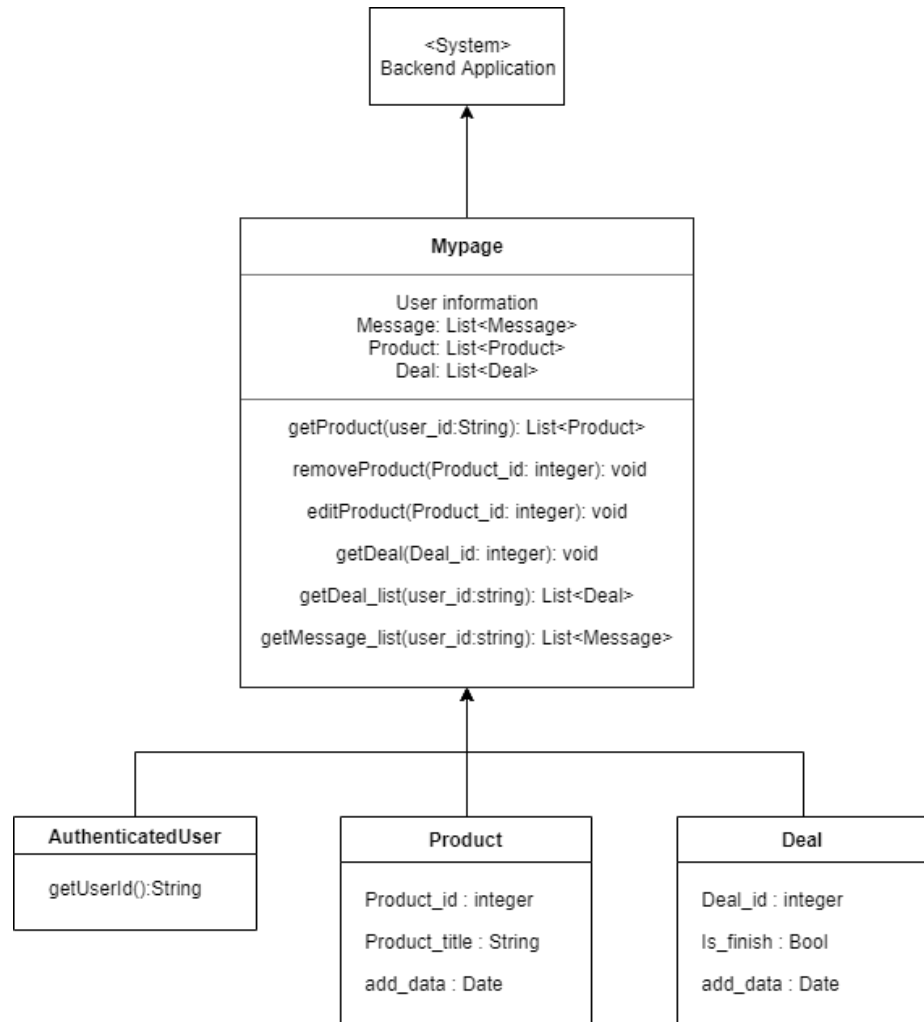 <System>
Backend Application
Mypage
User information
Message: List<Message>
Product: List<Product>
Deal: List<Deal>
getProduct(user_id:String): List<Product>
removeProduct(Product_id: integer): void
editProduct(Product_id: integer): void
getDeal(Deal_id: integer): void
getDeal_list(user_id:string): List<Deal>
getMessage_list(user_id:string): List<Message>
AuthenticatedUser
getUserId():String
Product
Product_id : integer
Product_title : String
add_data : Date
Deal
Deal_id : integer
Is_finish : Bool
add_data : Date